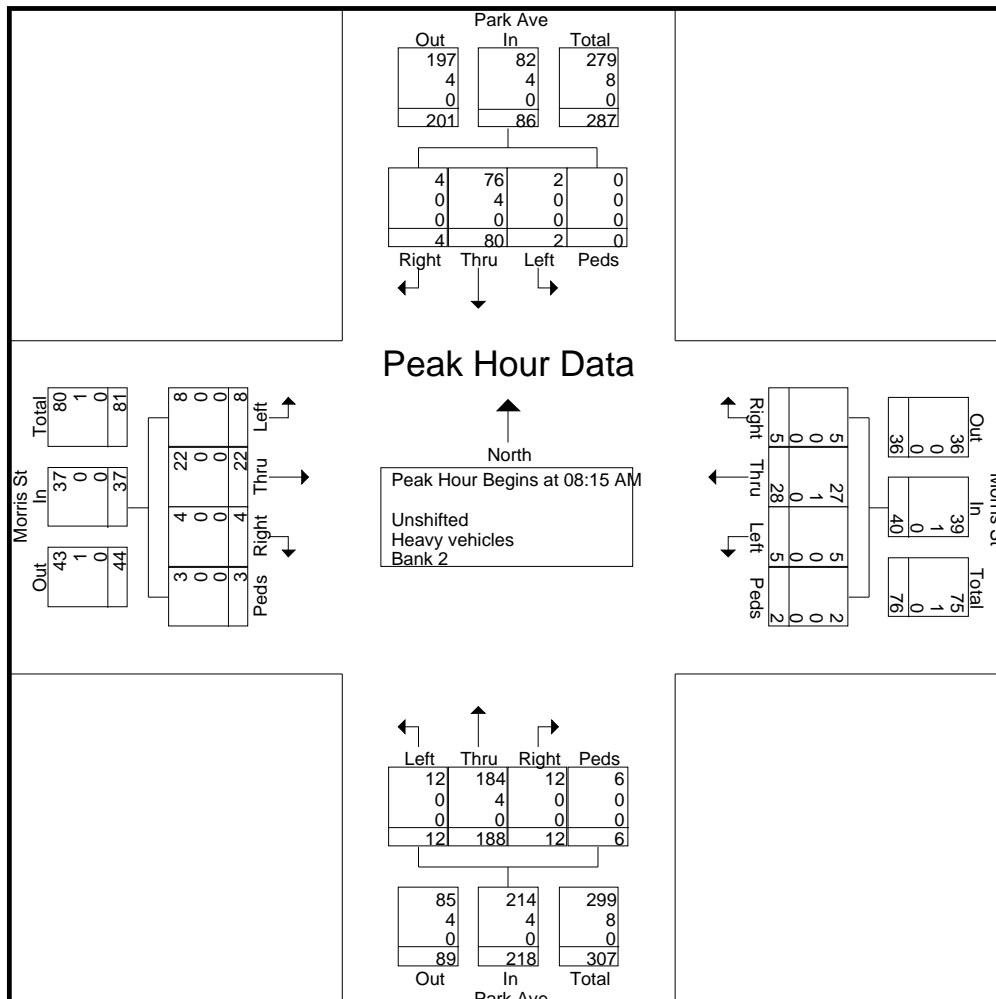 Park Ave
Out In Total
197 82 279
4 4 8
0 0 0
201 86 287
4 76 2 0
0 4 0 0
0 0 0 0
4 80 2 0
Right Thru Left Peds
Peak Hour Data
North
Peak Hour Begins at 08:15 AM
Unshifted
Heavy vehicles
Bank 2
Morris St
Out In Total
43 37 80
1 0 1
0 0 0
44 37 81
Peds Right Thru Left
3 4 22 8
0 0 0 0
0 0 0 0
3 4 22 8
Morris St
Out In Total
36 39 75
0 1 1
0 0 0
36 40 76
5 27 5 2
0 1 0 0
0 0 0 0
5 28 5 2
Right Thru Left Peds
Left Thru Right Peds
12 184 12 6
0 4 0 0
0 0 0 0
12 188 12 6
85 214 299
4 4 8
0 0 0
89 218 307
Out In Total
Park Ave